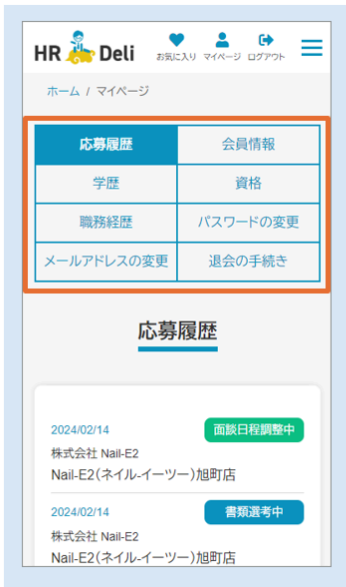 HR Deli
お気に入り マイページ ログアウト
ホーム / マイページ
応募履歴 会員情報
学歴 資格
職務経歴 パスワードの変更
メールアドレスの変更 退会の手続き
応募履歴
2024/02/14 面談日程調整中
株式会社 Nail-E2
Nail-E2(ネイル-イーツー)旭町店
2024/02/14 書類選考中
株式会社 Nail-E2
Nail-E2(ネイル-イーツー)旭町店